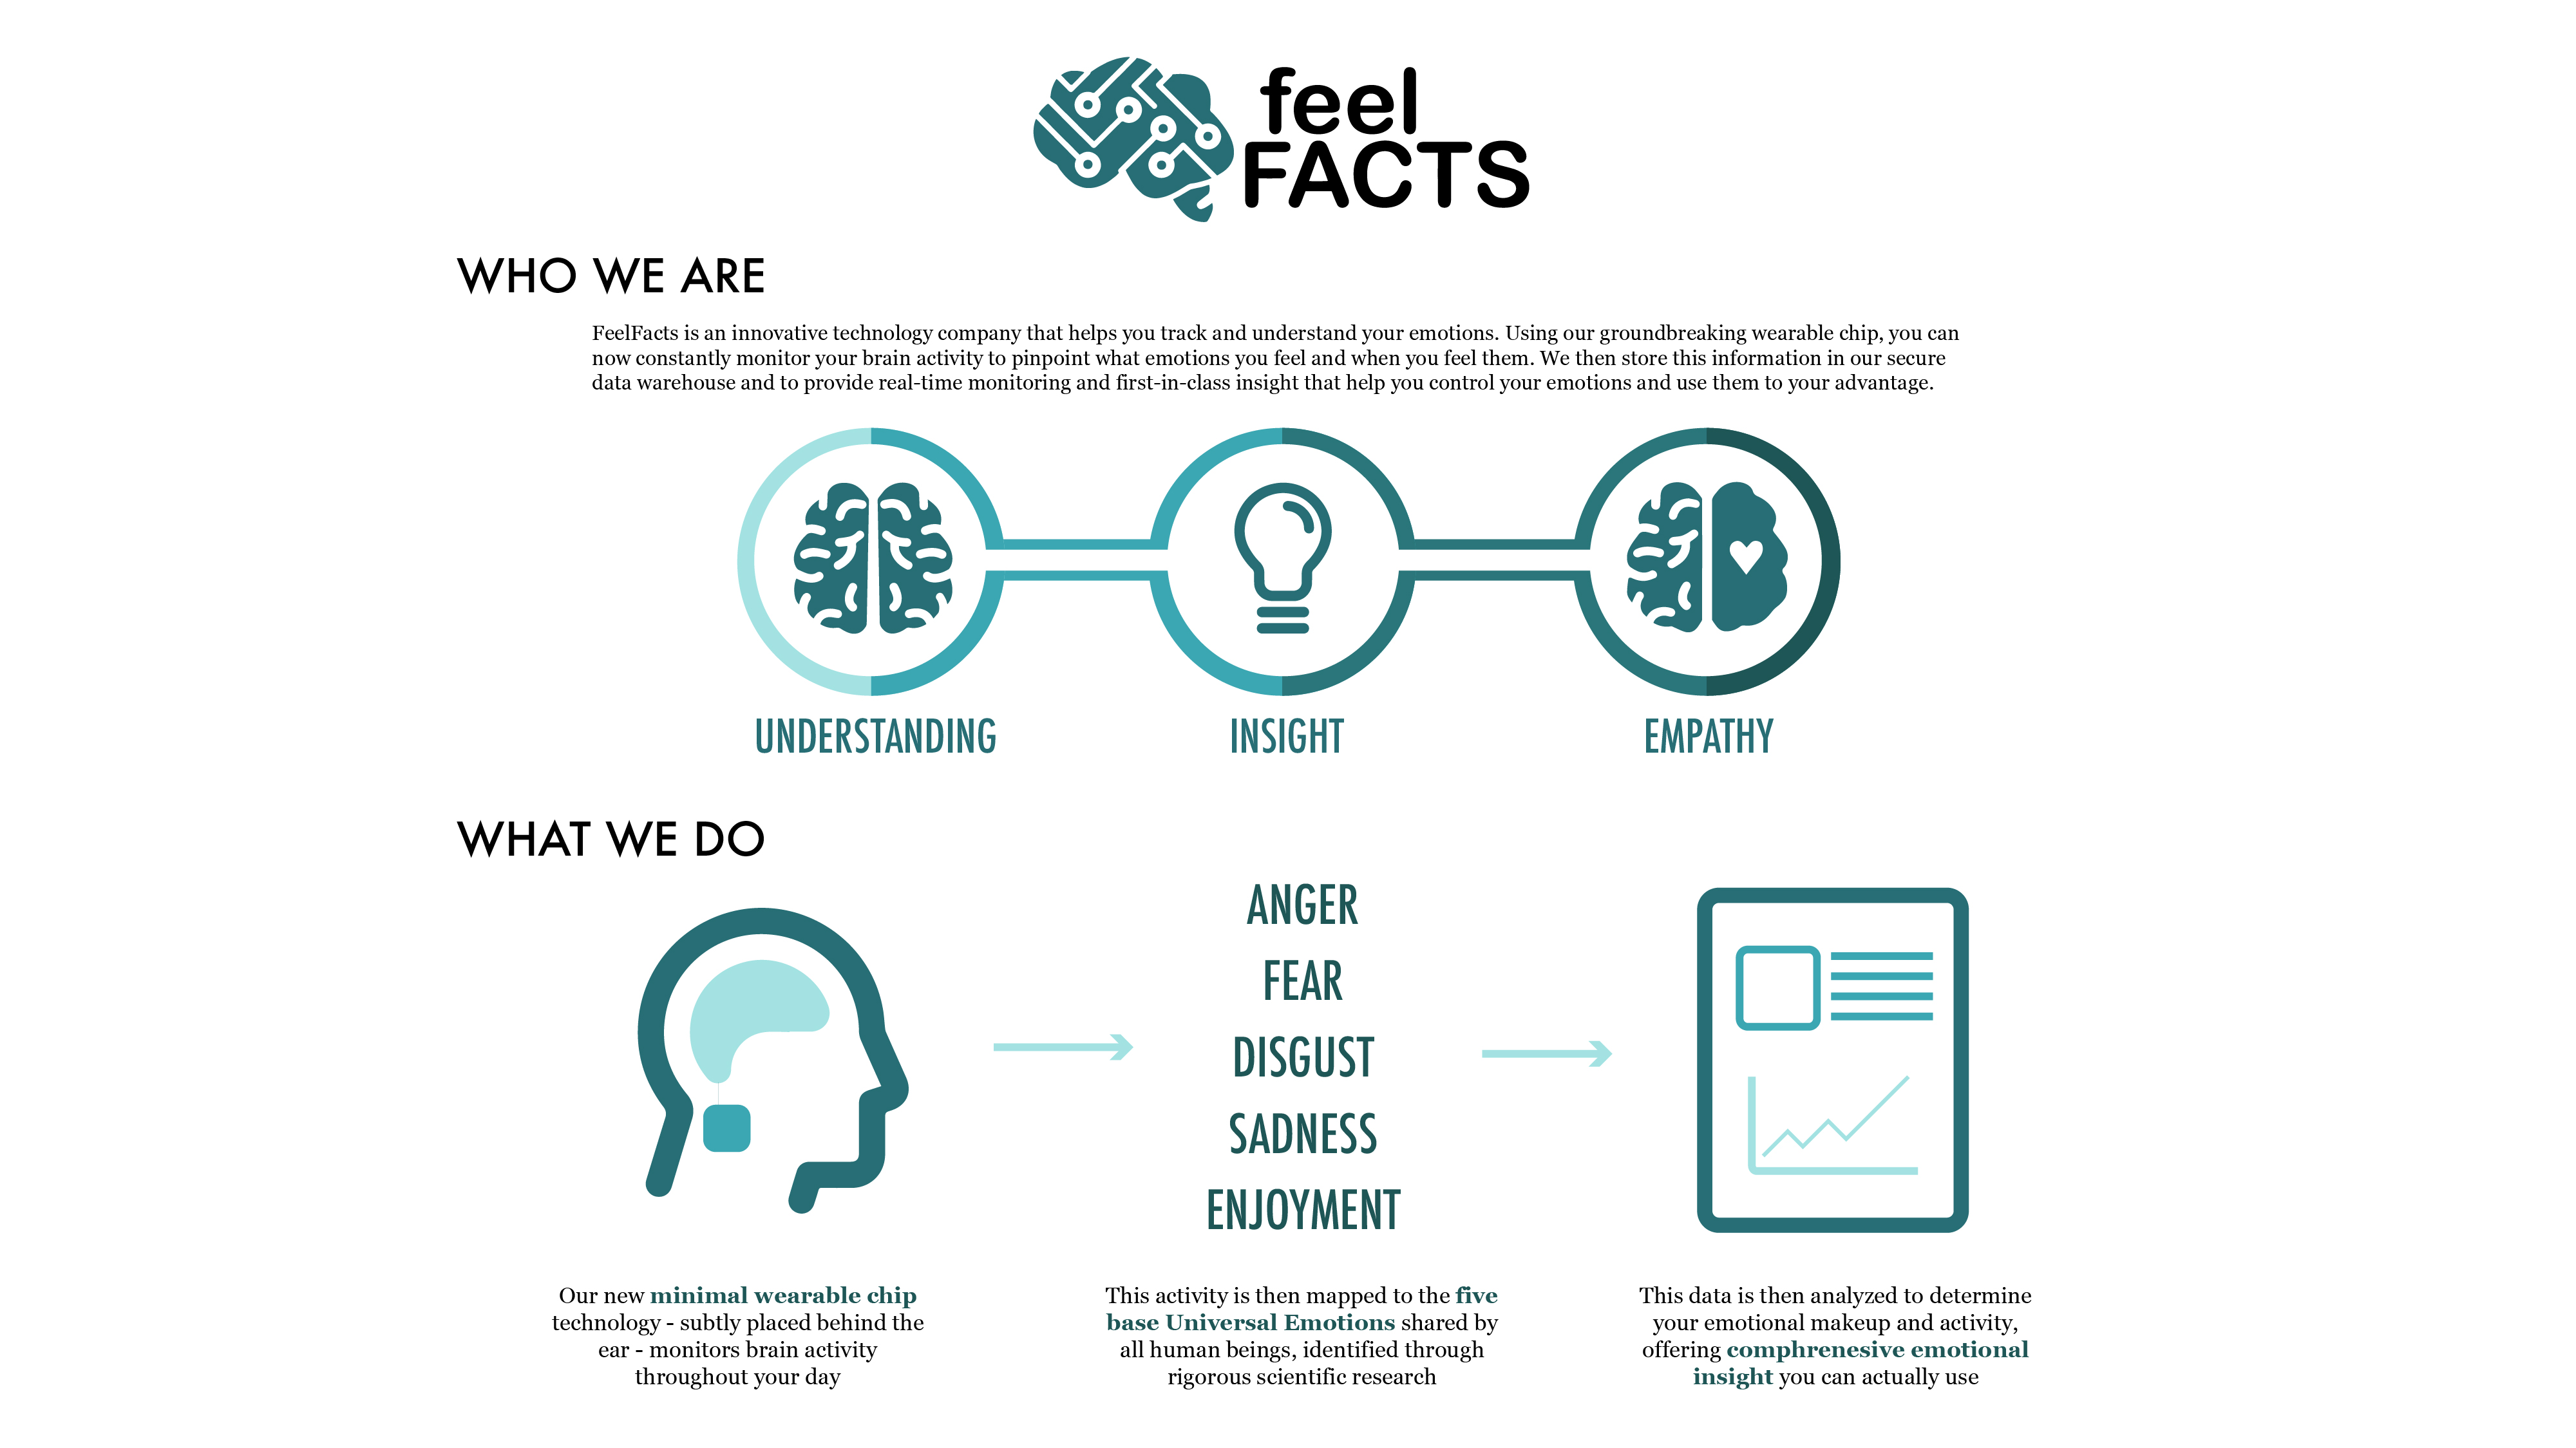 feel
FACTS
WHO WE ARE
FeelFacts is an innovative technology company that helps you track and understand your emotions. Using our groundbreaking wearable chip, you can
now constantly monitor your brain activity to pinpoint what emotions you feel and when you feel them. We then store this information in our secure
data warehouse and to provide real-time monitoring and first-in-class insight that help you control your emotions and use them to your advantage.
UNDERSTANDING
INSIGHT
EMPATHY
WHAT WE DO
ANGER
FEAR
DISGUST
SADNESS
ENJOYMENT
Our new minimal wearable chip
technology - subtly placed behind the
ear - monitors brain activity
throughout your day
This activity is then mapped to the five
base Universal Emotions shared by
all human beings, identified through
rigorous scientific research
This data is then analyzed to determine
your emotional makeup and activity,
offering comphrenesive emotional
insight you can actually use